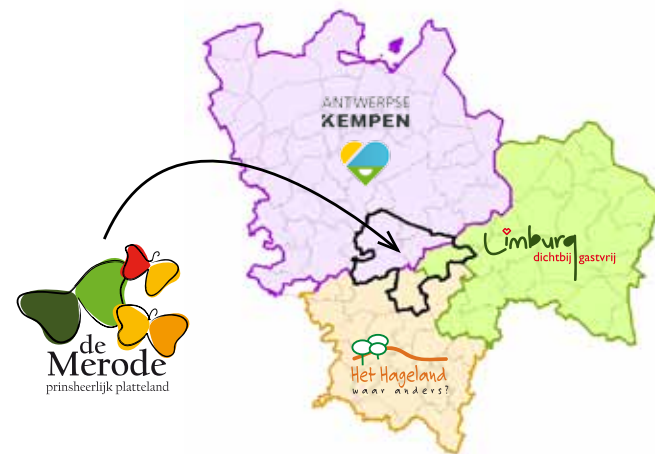 ANTWERPSE
KEMPEN
Limburg
dichtbij gastvrij
de
Merode
prinsheerlijk platteland
Het Hageland
waar anders?